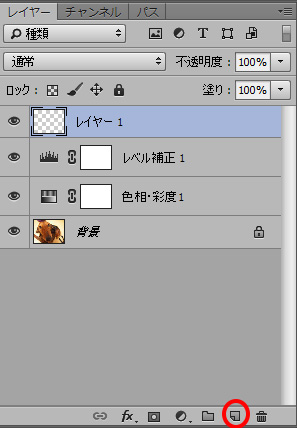 レイヤー チャンネル パス
種類 T
通常 不透明度： 100%
ロック： 塗り： 100%
レイヤー 1
レベル補正 1
色相・彩度 1
背景
fx.